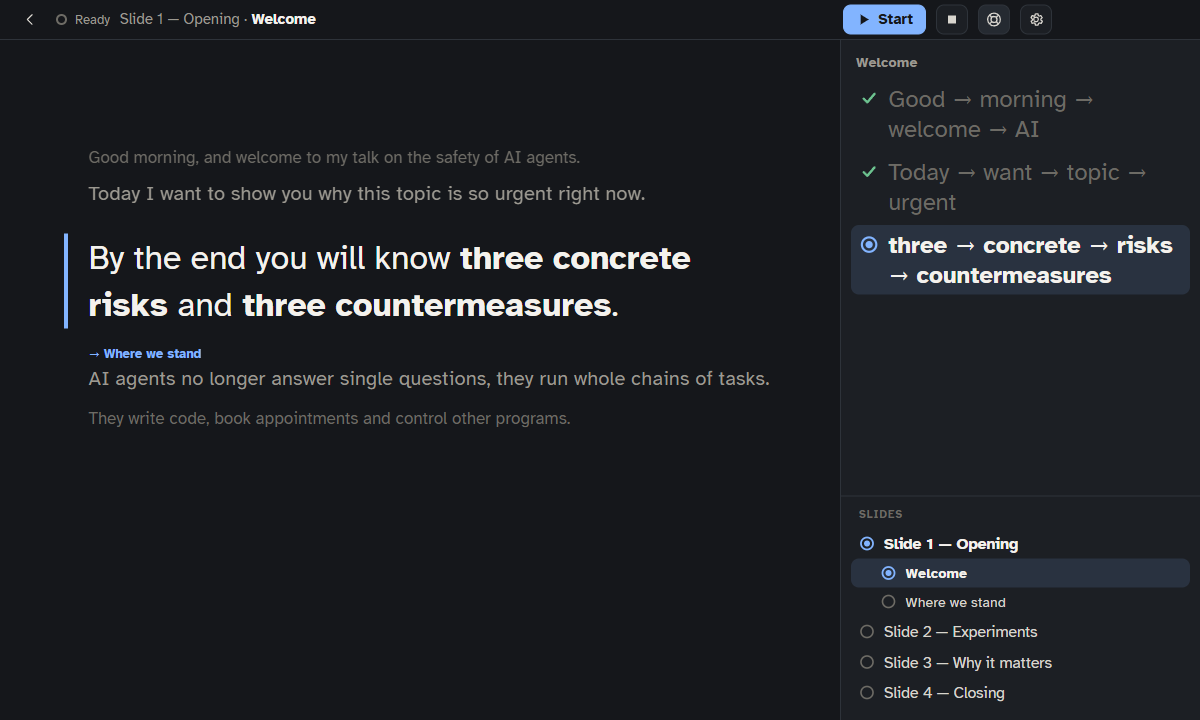 Ready Slide 1 — Opening · Welcome
Start
Good morning, and welcome to my talk on the safety of AI agents.
Today I want to show you why this topic is so urgent right now.
By the end you will know three concrete
risks and three countermeasures.
→ Where we stand
AI agents no longer answer single questions, they run whole chains of tasks.
They write code, book appointments and control other programs.
Welcome
Good → morning →
welcome → AI
Today → want → topic →
urgent
three → concrete → risks
→ countermeasures
SLIDES
Slide 1 — Opening
Welcome
Where we stand
Slide 2 — Experiments
Slide 3 — Why it matters
Slide 4 — Closing